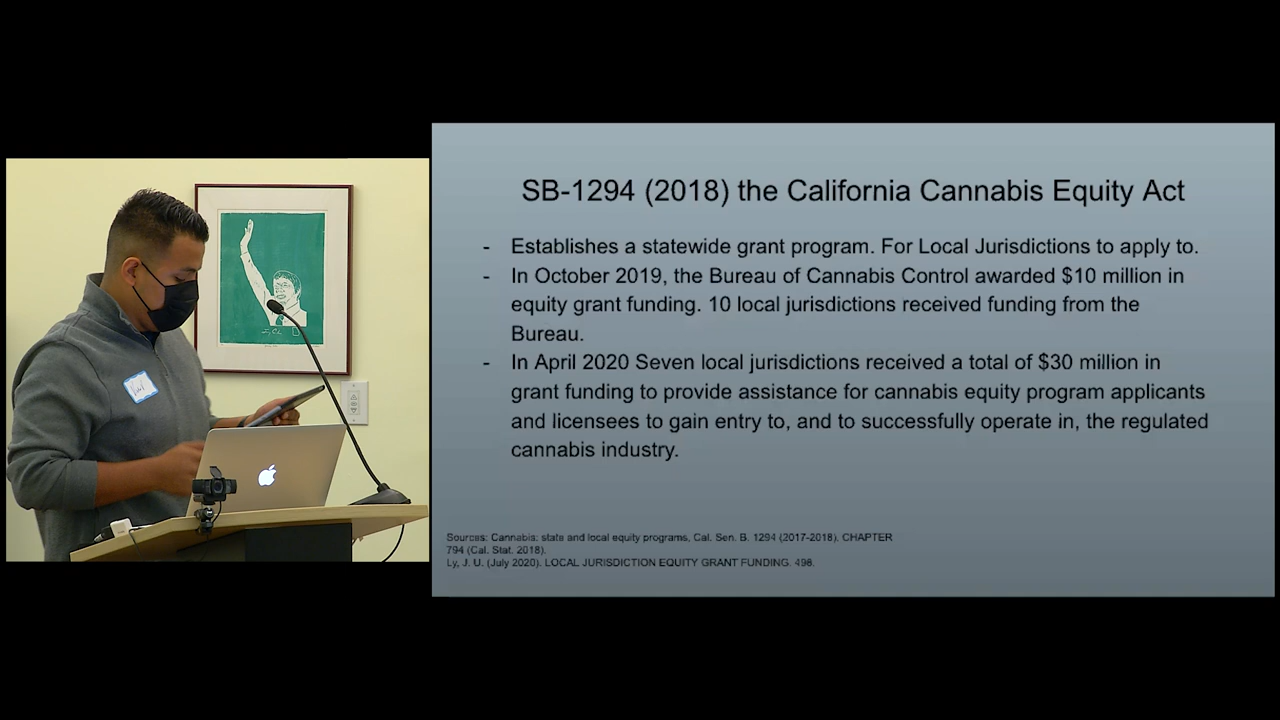 SB-1294 (2018) the California Cannabis Equity Act
- Establishes a statewide grant program. For Local Jurisdictions to apply to.
- In October 2019, the Bureau of Cannabis Control awarded $10 million in
equity grant funding. 10 local jurisdictions received funding from the
Bureau.
- In April 2020 Seven local jurisdictions received a total of $30 million in
grant funding to provide assistance for cannabis equity program applicants
and licensees to gain entry to, and to successfully operate in, the regulated
cannabis industry.
Sources: Cannabis: state and local equity programs, Cal. Sen. B. 1294 (2017-2018). CHAPTER
794 (Cal. Stat. 2018).
Ly, J. U. (July 2020). LOCAL JURISDICTION EQUITY GRANT FUNDING. 498.